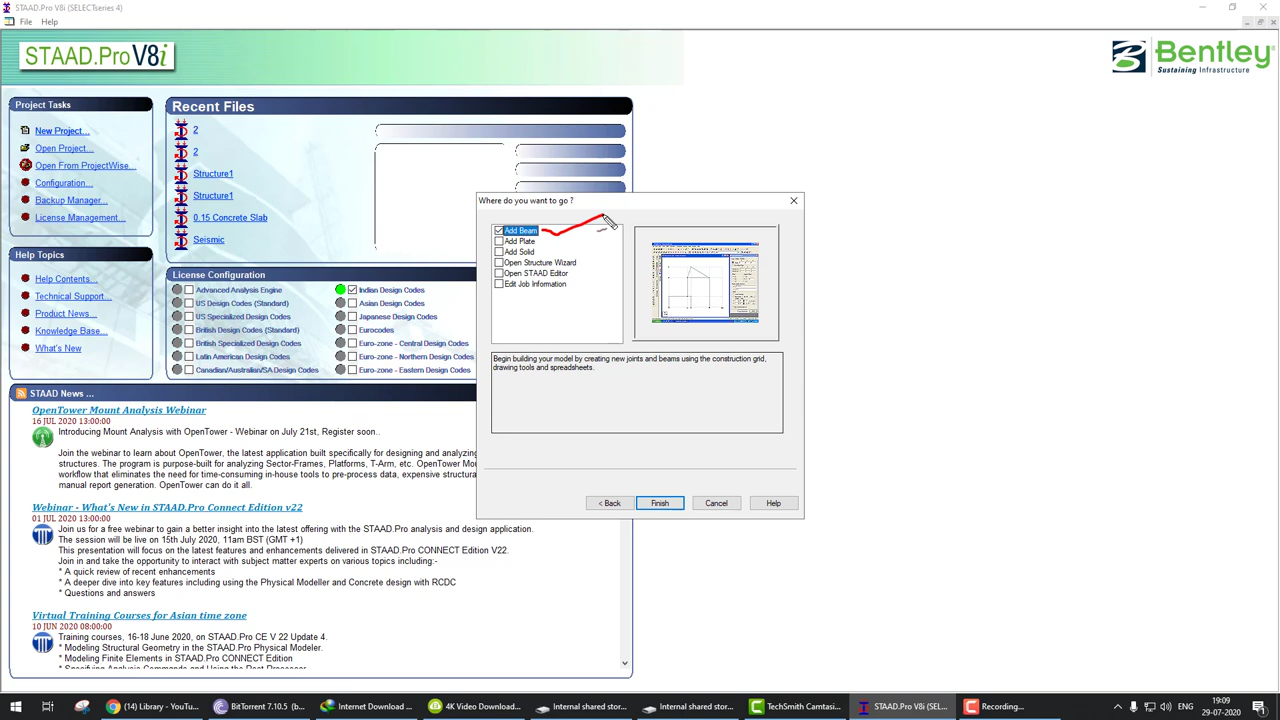 STAAD.Pro V8i (SELECTseries 4)
File Help
STAAD.Pro V8i
Bentley
Sustaining Infrastructure
Project Tasks
New Project...
Open Project...
Open From ProjectWise...
Configuration...
Backup Manager...
License Management...
Help Topics
Help Contents...
Technical Support...
Product News...
Knowledge Base...
What's New
Recent Files
2
2
Structure1
Structure1
0.15 Concrete Slab
Seismic
License Configuration
Advanced Analysis Engine
US Design Codes (Standard)
US Specialized Design Codes
British Design Codes (Standard)
British Specialized Design Codes
Latin American Design Codes
Canadian/Australian/SA Design Codes
Indian Design Codes
Asian Design Codes
Japanese Design Codes
Eurocodes
Euro-zone - Central Design Codes
Euro-zone - Northern Design Codes
Euro-zone - Eastern Design Codes
Where do you want to go ?
Add Beam
Add Plate
Add Solid
Open Structure Wizard
Open STAAD Editor
Edit Job Information
Begin building your model by creating new joints and beams using the construction grid,
drawing tools and spreadsheets.
< Back Finish Cancel Help
STAAD News ...
OpenTower Mount Analysis Webinar
16 JUL 2020 13:00:00
Introducing Mount Analysis with OpenTower - Webinar on July 21st, Register soon..
Join the webinar to learn about OpenTower, the latest application built specifically for designing and analyzing
structures. The program is purpose-built for analyzing Sector-Frames, Platforms, T-Arm, etc. OpenTower
workflow that eliminates the need for time-consuming in-house tools to pre-process data, expensive
manual report generation. OpenTower can do it all.
Webinar - What's New in STAAD.Pro Connect Edition v22
01 JUL 2020 13:00:00
Join us for a free webinar to gain a better insight into the latest offering with the STAAD.Pro analysis and design application.
The session will be live on 15th July 2020, 11am BST (GMT +1)
This presentation will focus on the latest features and enhancements delivered in STAAD.Pro CONNECT Edition V22.
Join in and take the opportunity to interact with subject matter experts on various topics including:-
* A quick review of recent enhancements
* A deeper dive into key features including using the Physical Modeller and Concrete design with RCDC
* Questions and answers
Virtual Training Courses for Asian time zone
10 JUN 2020 08:00:00
Training courses, 16-18 June 2020, on STAAD.Pro CE V 22 Update 4.
* Modeling Structural Geometry in the STAAD.Pro Physical Modeler.
* Modeling Finite Elements in STAAD.Pro CONNECT Edition
* Specifying Analysis Commands and Using the Post Processor
(14) Library - YouTu...
BitTorrent 7.10.5 (b...
Internet Download ...
4K Video Download...
Internal shared stor...
Internal shared stor...
TechSmith Camtasi...
STAAD.Pro V8i (SEL...
Recording...
ENG
19:09
29-07-2020